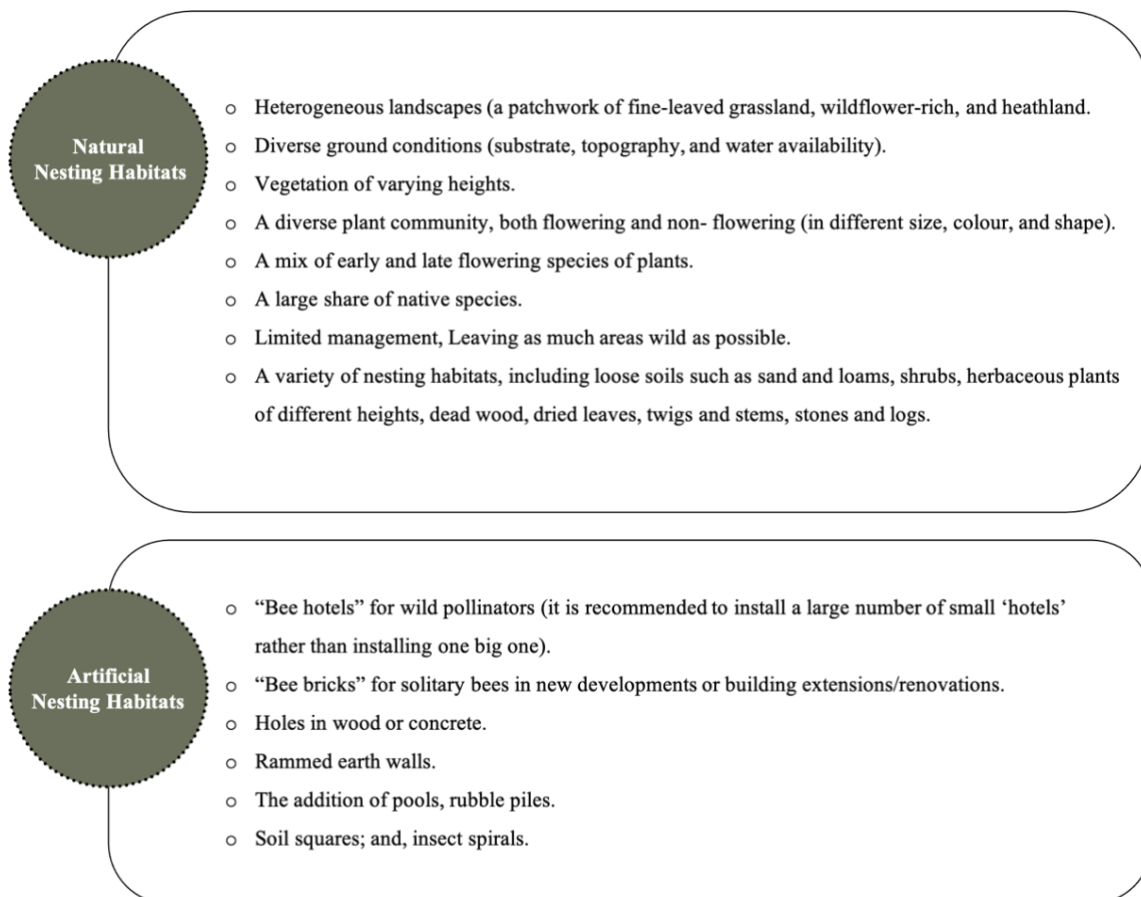 Natural
Nesting Habitats
o Heterogeneous landscapes (a patchwork of fine-leaved grassland, wildflower-rich, and heathland.
o Diverse ground conditions (substrate, topography, and water availability).
o Vegetation of varying heights.
o A diverse plant community, both flowering and non- flowering (in different size, colour, and shape).
o A mix of early and late flowering species of plants.
o A large share of native species.
o Limited management, Leaving as much areas wild as possible.
o A variety of nesting habitats, including loose soils such as sand and loams, shrubs, herbaceous plants
of different heights, dead wood, dried leaves, twigs and stems, stones and logs.
Artificial
Nesting Habitats
o “Bee hotels” for wild pollinators (it is recommended to install a large number of small ‘hotels’
rather than installing one big one).
o “Bee bricks” for solitary bees in new developments or building extensions/renovations.
o Holes in wood or concrete.
o Rammed earth walls.
o The addition of pools, rubble piles.
o Soil squares; and, insect spirals.